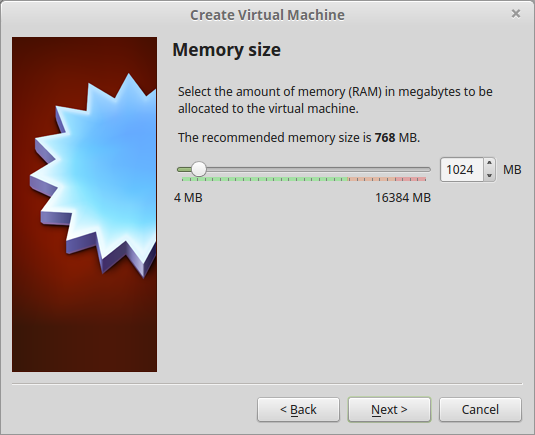 Create Virtual Machine
Memory size
Select the amount of memory (RAM) in megabytes to be
allocated to the virtual machine.
The recommended memory size is 768 MB.
1024 MB
4 MB 16384 MB
< Back Next > Cancel